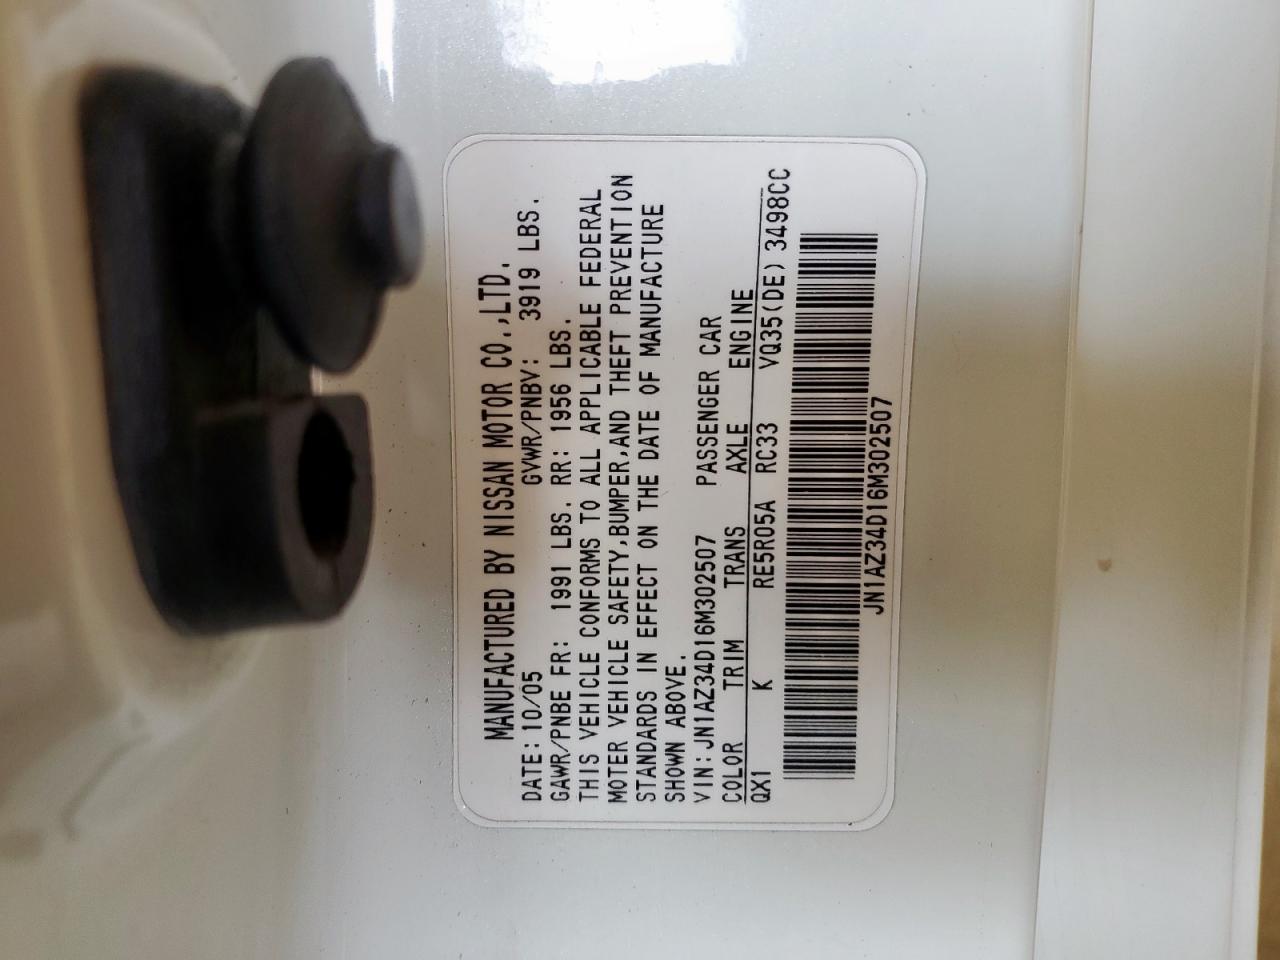 MANUFACTURED BY NISSAN MOTOR CO.,LTD.
DATE:10/05 GVWR/PNBV: 3919 LBS.
GAWR/PNBE FR: 1991 LBS. RR: 1956 LBS.
THIS VEHICLE CONFORMS TO ALL APPLICABLE FEDERAL
MOTER VEHICLE SAFETY,BUMPER,AND THEFT PREVENTION
STANDARDS IN EFFECT ON THE DATE OF MANUFACTURE
SHOWN ABOVE.
VIN:JN1AZ34D16M302507 PASSENGER CAR
COLOR TRIM TRANS AXLE ENGINE
QX1 K RE5R05A RC33 VQ35(DE)3498CC
JN1AZ34D16M302507